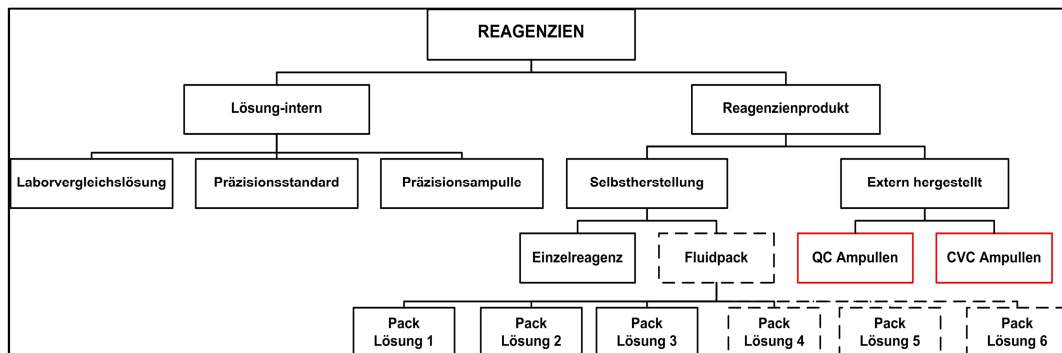 REAGENZIEN
Lösung-intern
Reagenzienprodukt
Laborvergleichslösung
Präzisionsstandard
Präzisionsampulle
Selbstherstellung
Extern hergestellt
Einzelreagenz
Fluidpack
QC Ampullen
CVC Ampullen
Pack
Lösung 1
Pack
Lösung 2
Pack
Lösung 3
Pack
Lösung 4
Pack
Lösung 5
Pack
Lösung 6